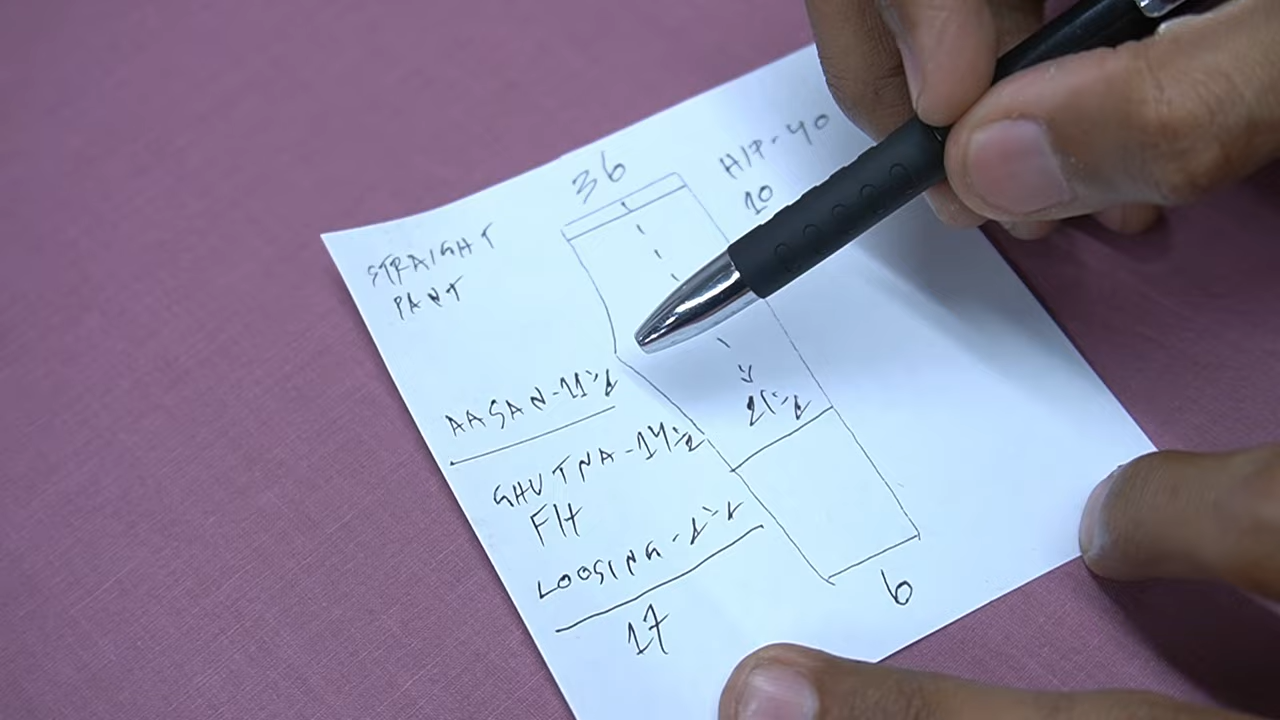 36
HIP-40
10
STRAIGHT
PANT
AASAN-11½
21½
GHUTNA-14½
FIt
LOOSING-2½
17
6